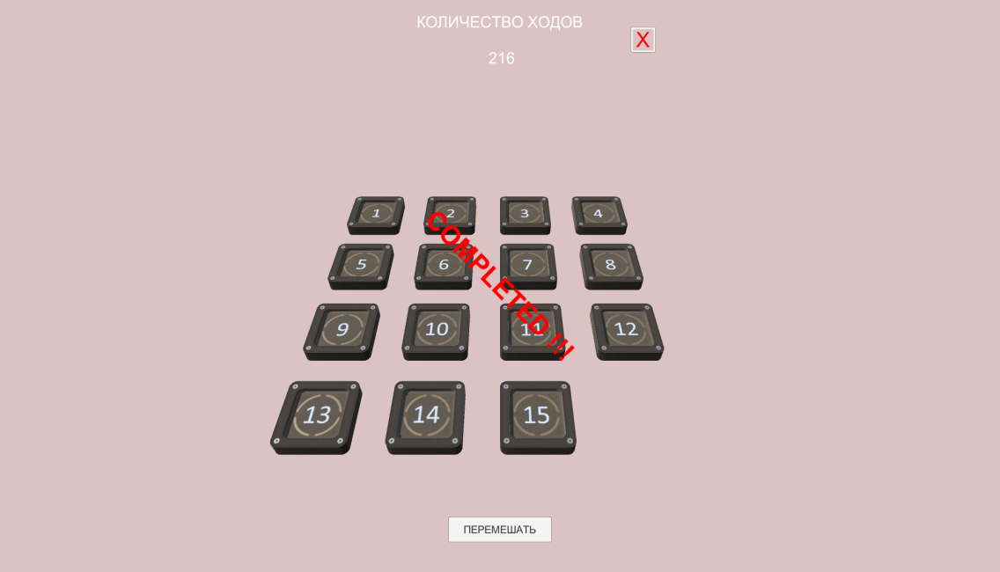 КОЛИЧЕСТВО ХОДОВ
X
216
1 2 3 4
5 6 7 8
9 10 11 12
13 14 15
COMPLETED !!!
ПЕРЕМЕШАТЬ